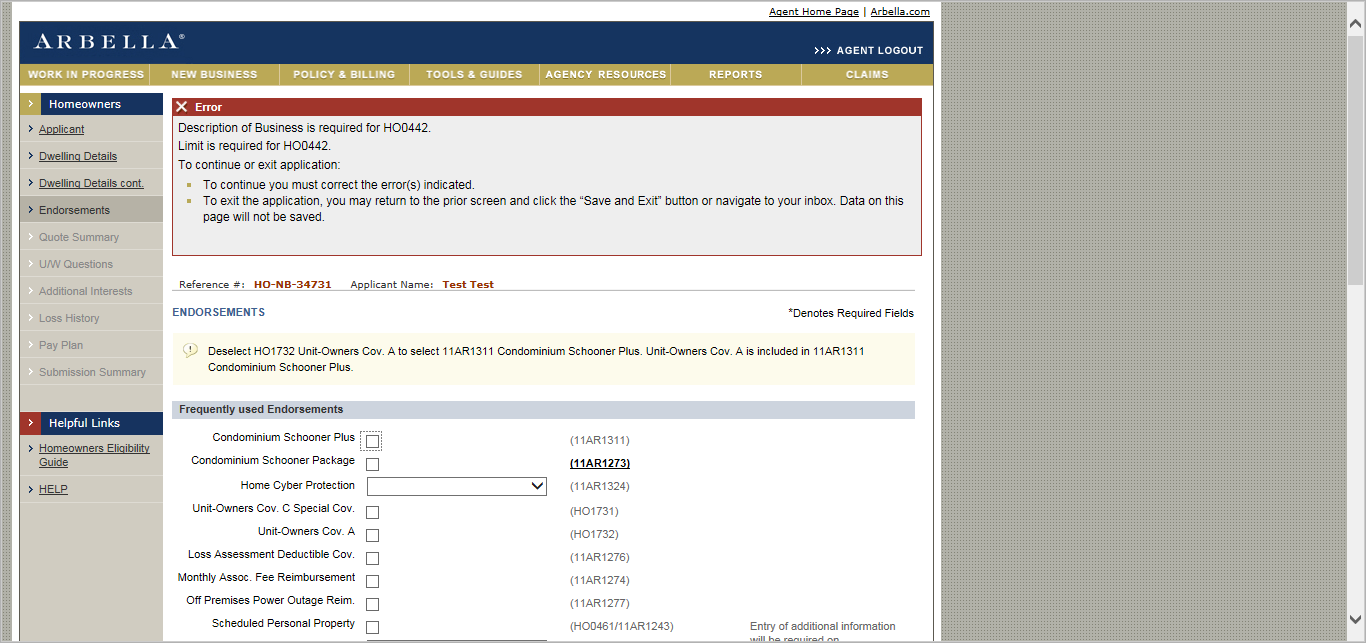 Agent Home Page | Arbella.com
ARBELLA®
>>> AGENT LOGOUT
WORK IN PROGRESS NEW BUSINESS POLICY & BILLING TOOLS & GUIDES AGENCY RESOURCES REPORTS CLAIMS
Homeowners
Applicant
Dwelling Details
Dwelling Details cont.
Endorsements
Quote Summary
U/W Questions
Additional Interests
Loss History
Pay Plan
Submission Summary
Helpful Links
Homeowners Eligibility
Guide
HELP
Error
Description of Business is required for HO0442.
Limit is required for HO0442.
To continue or exit application:
To continue you must correct the error(s) indicated.
To exit the application, you may return to the prior screen and click the “Save and Exit” button or navigate to your inbox. Data on this
page will not be saved.
Reference #: HO-NB-34731 Applicant Name: Test Test
ENDORSEMENTS
*Denotes Required Fields
Deselect HO1732 Unit-Owners Cov. A to select 11AR1311 Condominium Schooner Plus. Unit-Owners Cov. A is included in 11AR1311
Condominium Schooner Plus.
Frequently used Endorsements
Condominium Schooner Plus (11AR1311)
Condominium Schooner Package (11AR1273)
Home Cyber Protection (11AR1324)
Unit-Owners Cov. C Special Cov. (HO1731)
Unit-Owners Cov. A (HO1732)
Loss Assessment Deductible Cov. (11AR1276)
Monthly Assoc. Fee Reimbursement (11AR1274)
Off Premises Power Outage Reim. (11AR1277)
Scheduled Personal Property (HO0461/11AR1243) Entry of additional information
will be required on